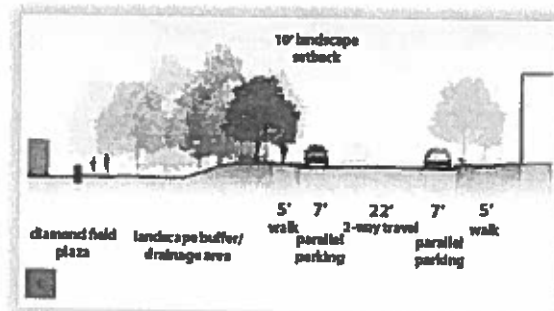 10' landscape
setback
5' 7' 22' 7' 5'
walk 2-way travel walk
parallel
parking
parallel
parking
diamond field
plaza
landscape buffer/
drainage area